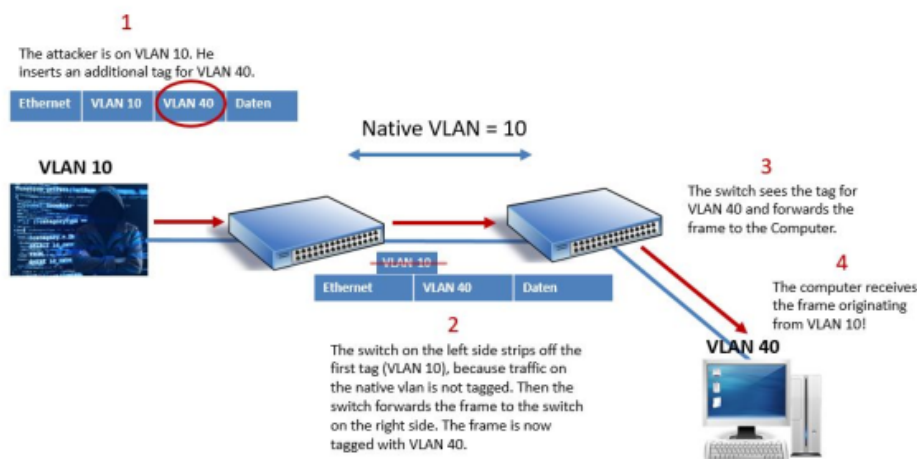 1
The attacker is on VLAN 10. He
inserts an additional tag for VLAN 40.
Ethernet VLAN 10 VLAN 40 Daten
Native VLAN = 10
VLAN 10
3
The switch sees the tag for
VLAN 40 and forwards the
frame to the Computer.
VLAN 10
Ethernet VLAN 40 Daten
4
The computer receives
the frame originating
from VLAN 10!
2
The switch on the left side strips off the
first tag (VLAN 10), because traffic on
the native vlan is not tagged. Then the
switch forwards the frame to the switch
on the right side. The frame is now
tagged with VLAN 40.
VLAN 40